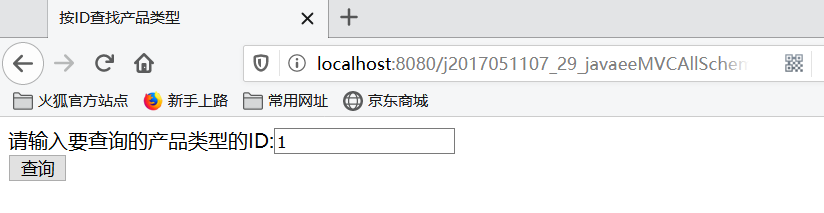 按ID查找产品类型
localhost:8080/j2017051107_29_javaeeMVCAllSchem
火狐官方站点 新手上路 常用网址 京东商城
请输入要查询的产品类型的ID:1
查询